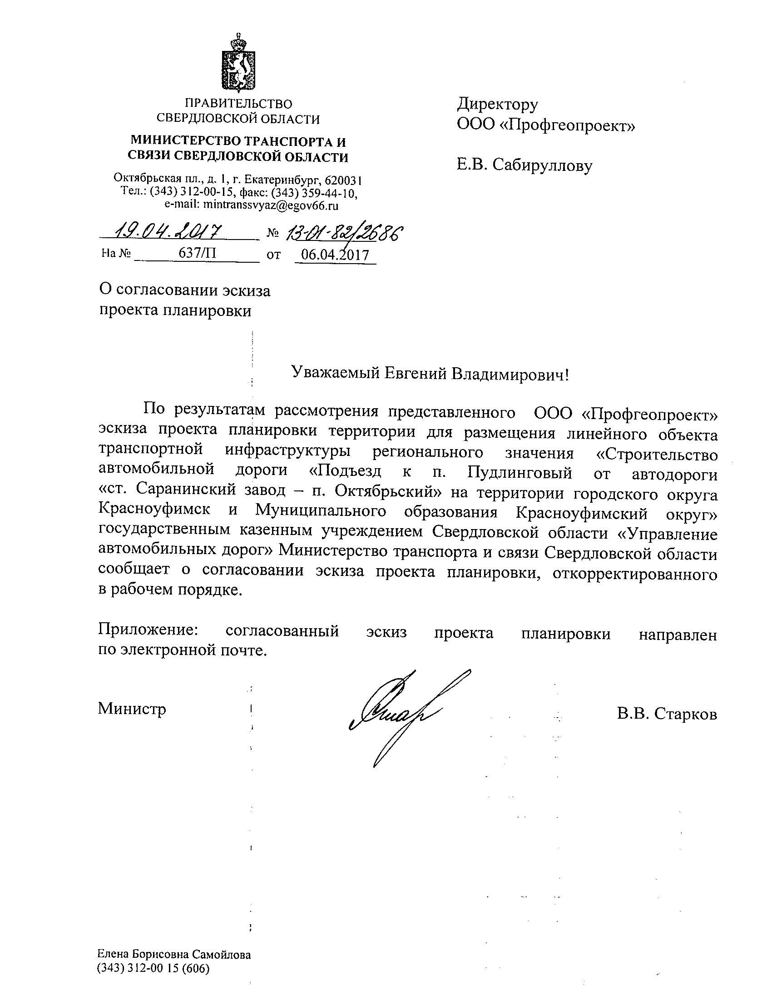 ПРАВИТЕЛЬСТВО
СВЕРДЛОВСКОЙ ОБЛАСТИ
МИНИСТЕРСТВО ТРАНСПОРТА И
СВЯЗИ СВЕРДЛОВСКОЙ ОБЛАСТИ
Октябрьская пл., д. 1, г. Екатеринбург, 620031
Тел.: (343) 312-00-15, факс: (343) 359-44-10,
e-mail: mintranssvyaz@egov66.ru
19.04.2017 № 13-01-82/2686
На № 637/П от 06.04.2017
Директору
ООО «Профгеопроект»
Е.В. Сабируллову
О согласовании эскиза
проекта планировки
Уважаемый Евгений Владимирович!
По результатам рассмотрения представленного ООО «Профгеопроект»
эскиза проекта планировки территории для размещения линейного объекта
транспортной инфраструктуры регионального значения «Строительство
автомобильной дороги «Подъезд к п. Пудлинговый от автодороги
«ст. Саранинский завод – п. Октябрьский» на территории городского округа
Красноуфимск и Муниципального образования Красноуфимский округ»
государственным казенным учреждением Свердловской области «Управление
автомобильных дорог» Министерство транспорта и связи Свердловской области
сообщает о согласовании эскиза проекта планировки, откорректированного
в рабочем порядке.
Приложение: согласованный эскиз проекта планировки направлен
по электронной почте.
Министр В.В. Старков
Елена Борисовна Самойлова
(343) 312-00 15 (606)